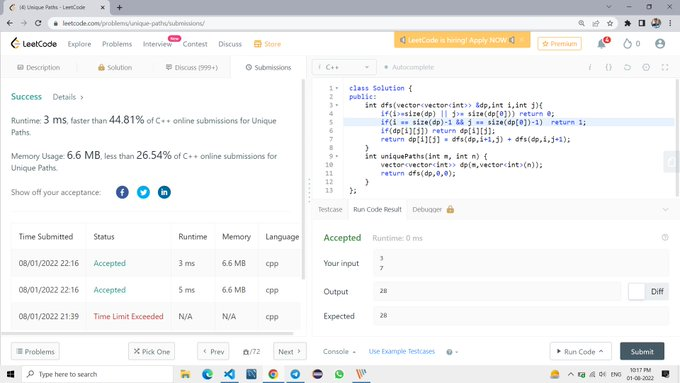 (4) Unique Paths - LeetCode
leetcode.com/problems/unique-paths/submissions/
LeetCode Explore Problems Interview New Contest Discuss Store LeetCode is hiring! Apply NOW Premium 4 0
Description Solution Discuss (999+) Submissions
C++ Autocomplete
Success Details >
Runtime: 3 ms, faster than 44.81% of C++ online submissions for
Unique Paths.
Memory Usage: 6.6 MB, less than 26.54% of C++ online submissions for
Unique Paths.
Show off your acceptance:
Time Submitted Status Runtime Memory Language
08/01/2022 22:16 Accepted 3 ms 6.6 MB cpp
08/01/2022 22:16 Accepted 5 ms 6.6 MB cpp
08/01/2022 21:39 Time Limit Exceeded N/A N/A cpp
1 class Solution {
2 public:
3 int dfs(vector<vector<int>> &dp,int i,int j){
4 if(i>=size(dp) || j>= size(dp[0])) return 0;
5 if(i == size(dp)-1 && j == size(dp[0])-1) return 1;
6 if(dp[i][j]) return dp[i][j];
7 return dp[i][j] = dfs(dp,i+1,j) + dfs(dp,i,j+1);
8 }
9 int uniquePaths(int m, int n) {
10 vector<vector<int>> dp(m,vector<int>(n));
11 return dfs(dp,0,0);
12 }
13 };
Testcase Run Code Result Debugger
Accepted Runtime: 0 ms
Your input
3
7
Output 28 Diff
Expected 28
Problems Pick One < Prev /72 Next > Console Use Example Testcases Run Code Submit
Type here to search
ENG
10:17 PM
01-08-2022